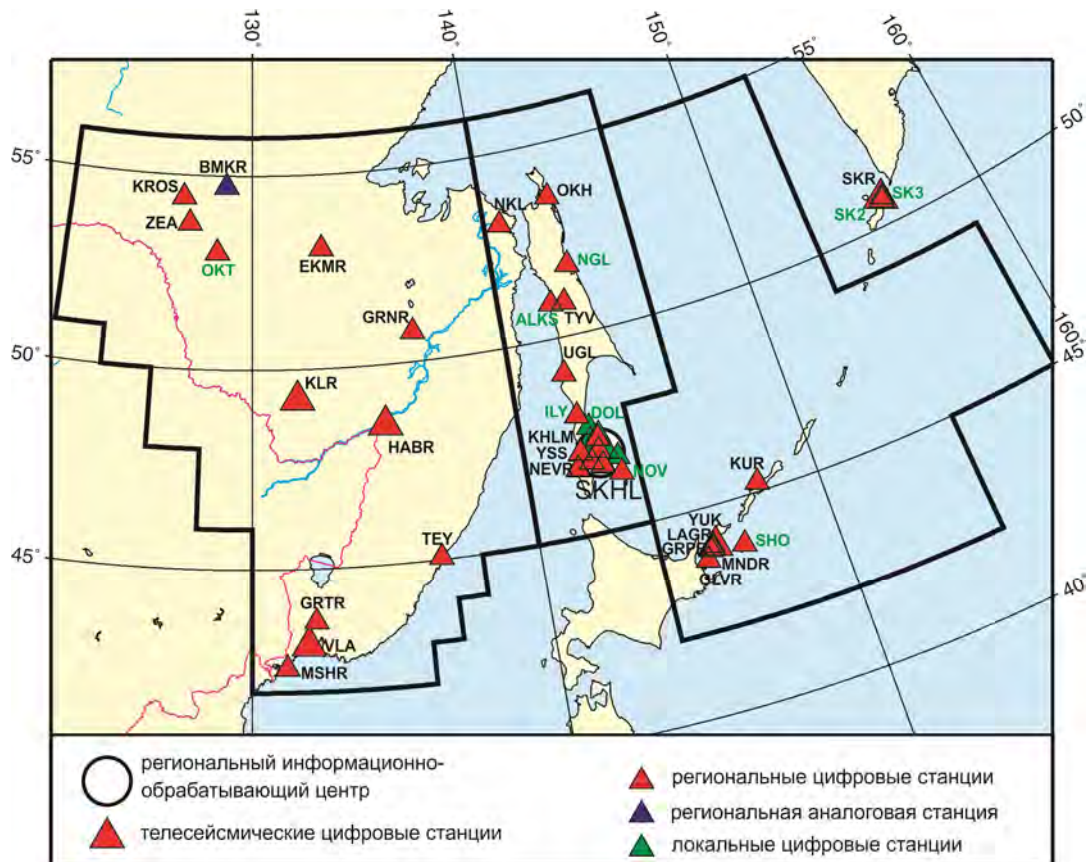 130°
140°
150°
55°
160°
50°
55°
BMKR
KROS
SKR
SK3
OKH
NKL
SK2
ZEA
OKT
EKMR
NGL
GRNR
ALKS
TYV
160°
45°
50°
UGL
KLR
ILY
DOL
HABR
KHLM
YSS
NEVR
NOV
KUR
SKHL
YUK
TEY
LAGR
SHO
45°
MNDR
40°
GRTR
VLA
MSHR
региональный информационно-
обрабатывающий центр
телесейсмические цифровые станции
региональные цифровые станции
региональная аналоговая станция
локальные цифровые станции